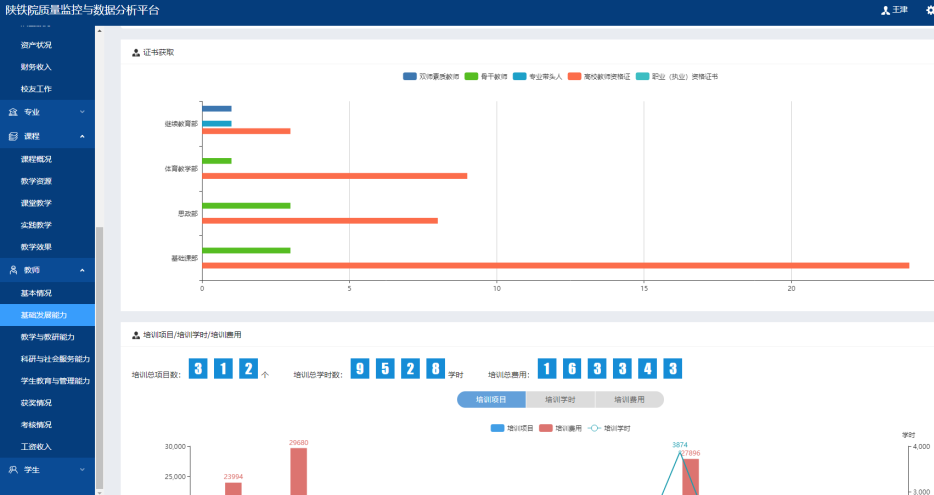 陕铁院质量监控与数据分析平台
王津
资产状况
财务收入
校友工作
专业
课程
课程概况
教学资源
课堂教学
实践教学
教学效果
教师
基本情况
基础发展能力
教学与教研能力
科研与社会服务能力
学生教育与管理能力
获奖情况
考核情况
工资收入
学生
证书获取
双师素质教师 骨干教师 专业带头人 高校教师资格证 职业（执业）资格证书
继续教育部
体育教学部
思政部
基础课部
0 5 10 15 20
培训项目/培训学时/培训费用
培训总项目数： 3 1 2 个 培训总学时数： 9 5 2 8 学时 培训总费用： 1 6 3 3 4 3
培训项目 培训学时 培训费用
培训项目 培训费用 培训学时
学时
30,000 29680 3874 4,000
27896
25,000 23994
3,000